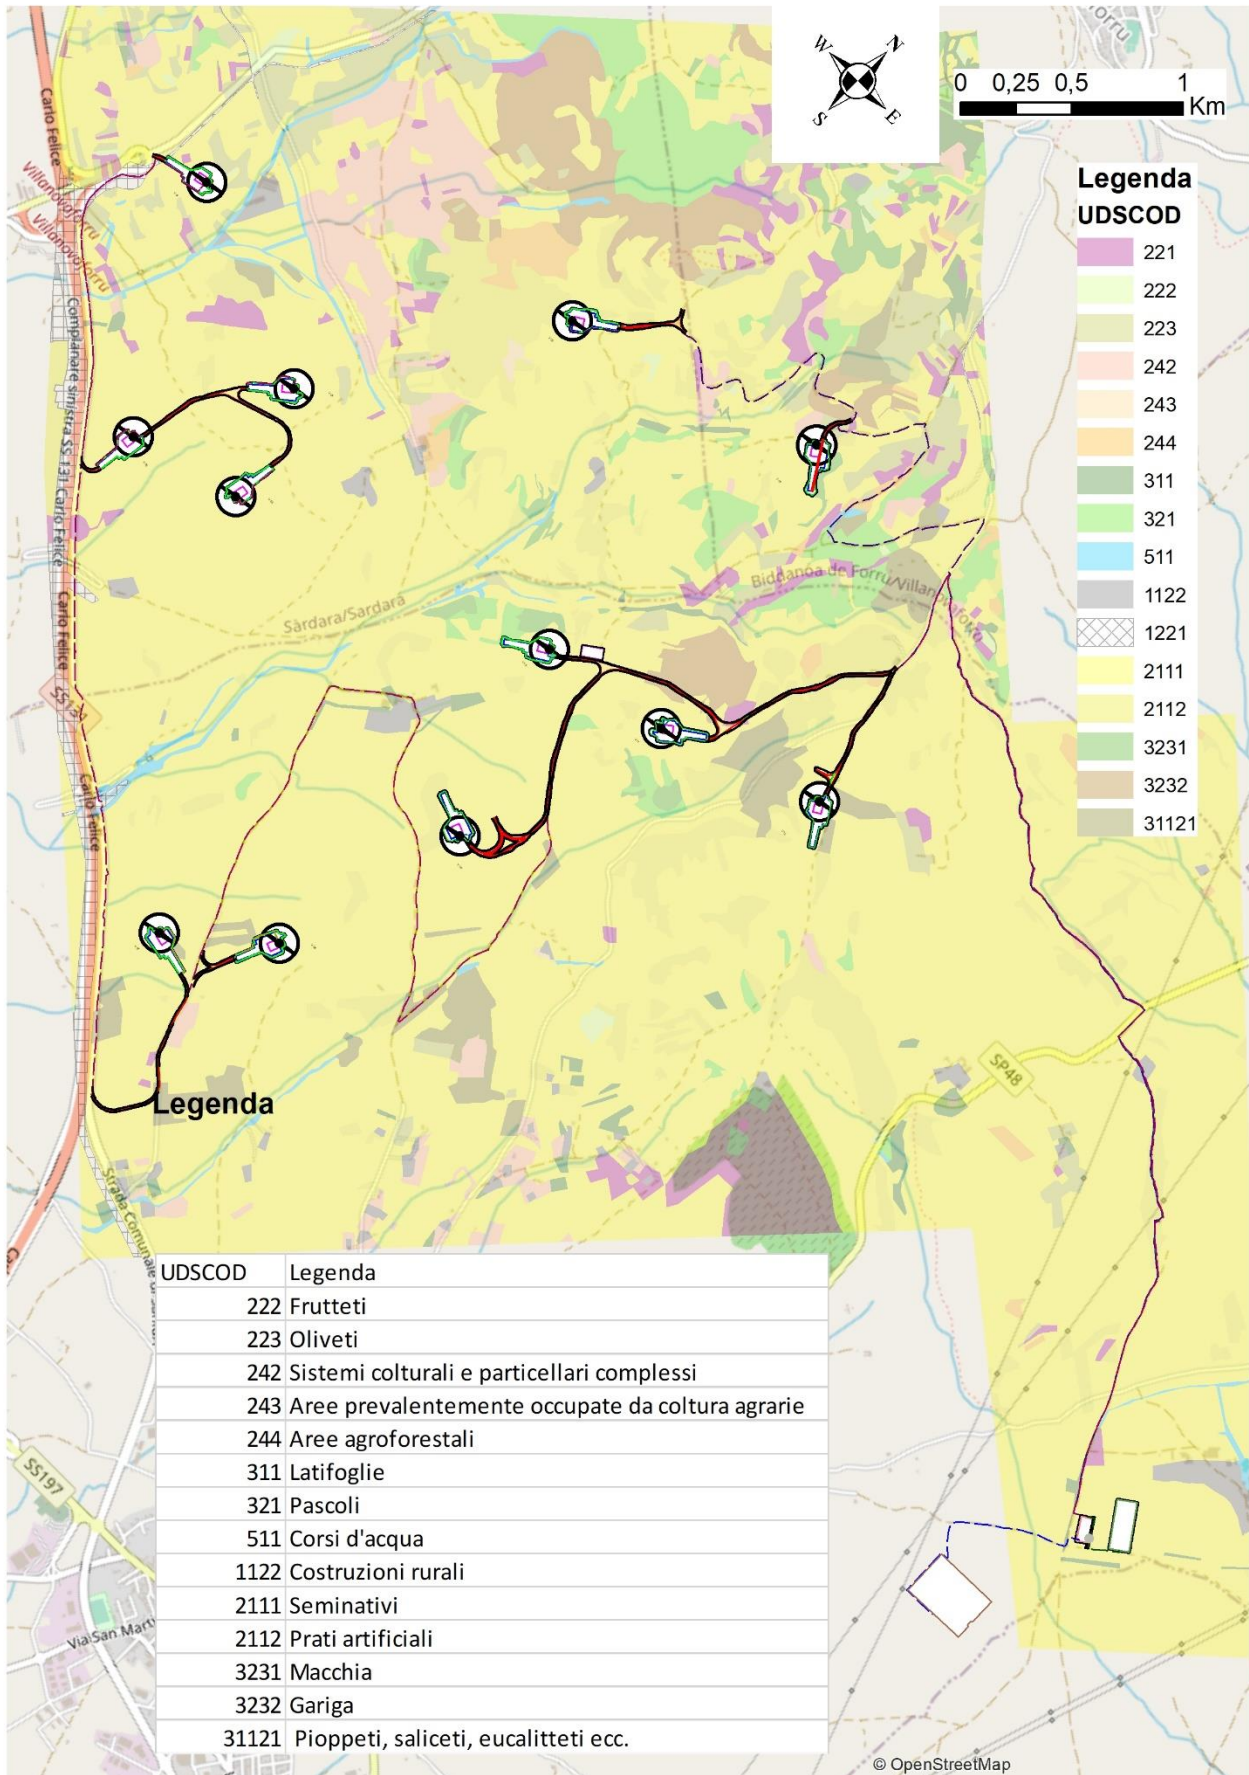 forru
W
N
S
E
0 0,25 0,5 1
Km
Legenda
UDSCOD
221
222
223
242
243
244
311
321
511
1122
1221
2111
2112
3231
3232
31121
Carlo Felice
Villanovoforru
Villanovoforru
Complanare sinistra SS 131 Carlo Felice
Carlo Felice
SS131
Carlo Felice
Sàrdara/Sardara
Biddanoa de Forru/Villanovaforru
SP48
Legenda
Strada Comunale
UDSCOD Legenda
222 Frutteti
223 Oliveti
242 Sistemi colturali e particellari complessi
243 Aree prevalentemente occupate da coltura agrarie
244 Aree agroforestali
311 Latifoglie
321 Pascoli
511 Corsi d'acqua
1122 Costruzioni rurali
2111 Seminativi
2112 Prati artificiali
3231 Macchia
3232 Gariga
31121 Pioppeti, saliceti, eucalitteti ecc.
SS197
Via San Marti
© OpenStreetMap